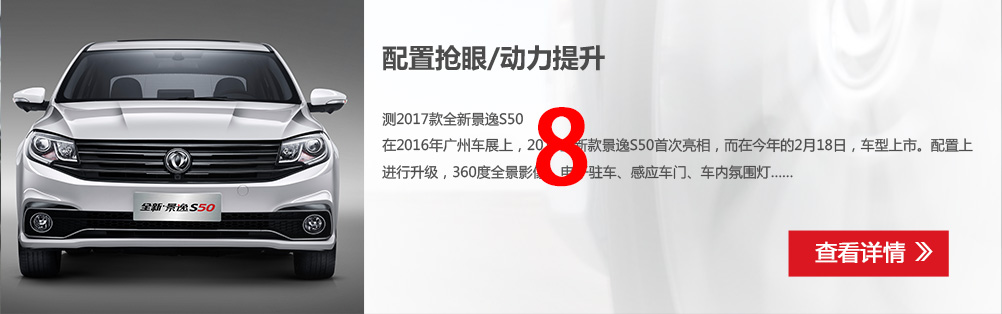 配置抢眼/动力提升
测2017款全新景逸S50
在2016年广州车展上，20 新款景逸S50首次亮相，而在今年的2月18日，车型上市。配置上
进行升级，360度全景影像 驻车、感应车门、车内氛围灯......
8
全新·景逸S50
查看详情